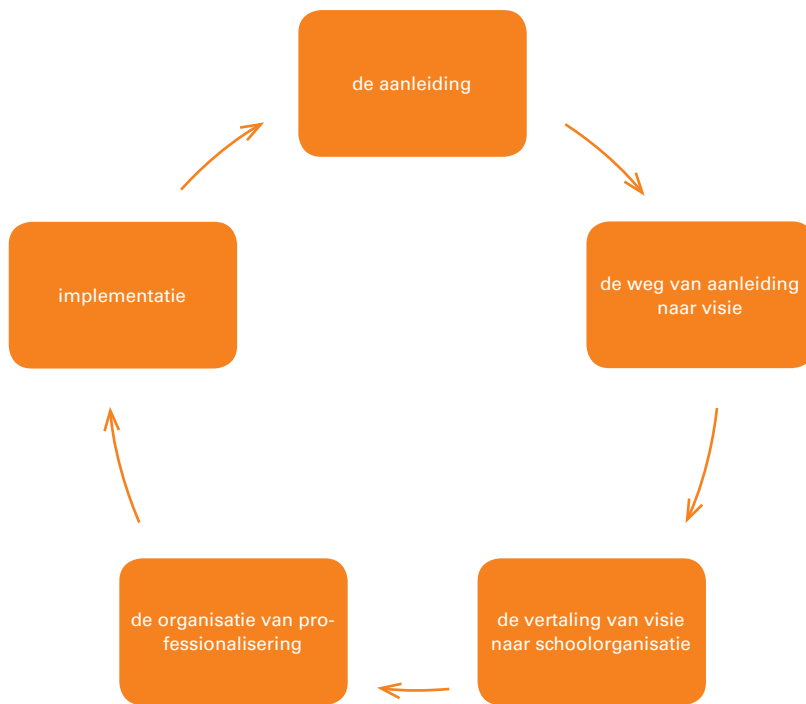 de aanleiding
de weg van aanleiding
naar visie
de vertaling van visie
naar schoolorganisatie
de organisatie van pro-
fessionalisering
implementatie